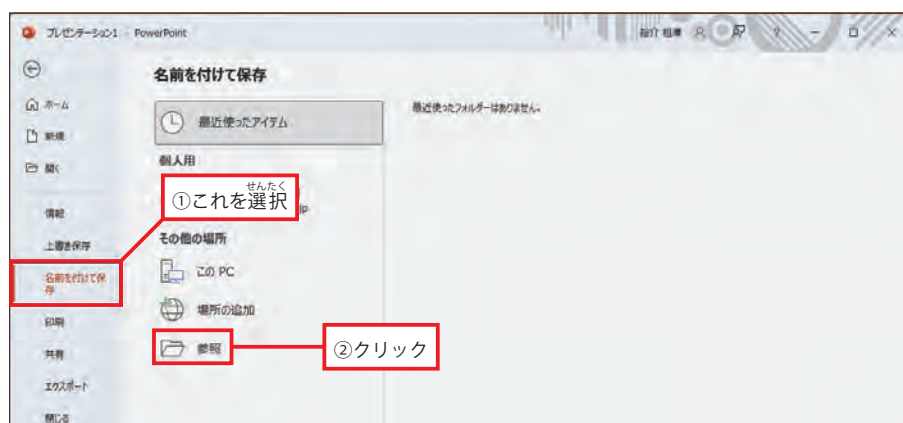 プレゼンテーション1 - PowerPoint
裕介 相澤
?
名前を付けて保存
ホーム
新規
開く
情報
上書き保存
名前を付けて保
存
印刷
共有
エクスポート
閉じる
最近使ったアイテム
個人用
せんたく
①これを選択
その他の場所
この PC
場所の追加
参照
②クリック
最近使ったフォルダーはありません。